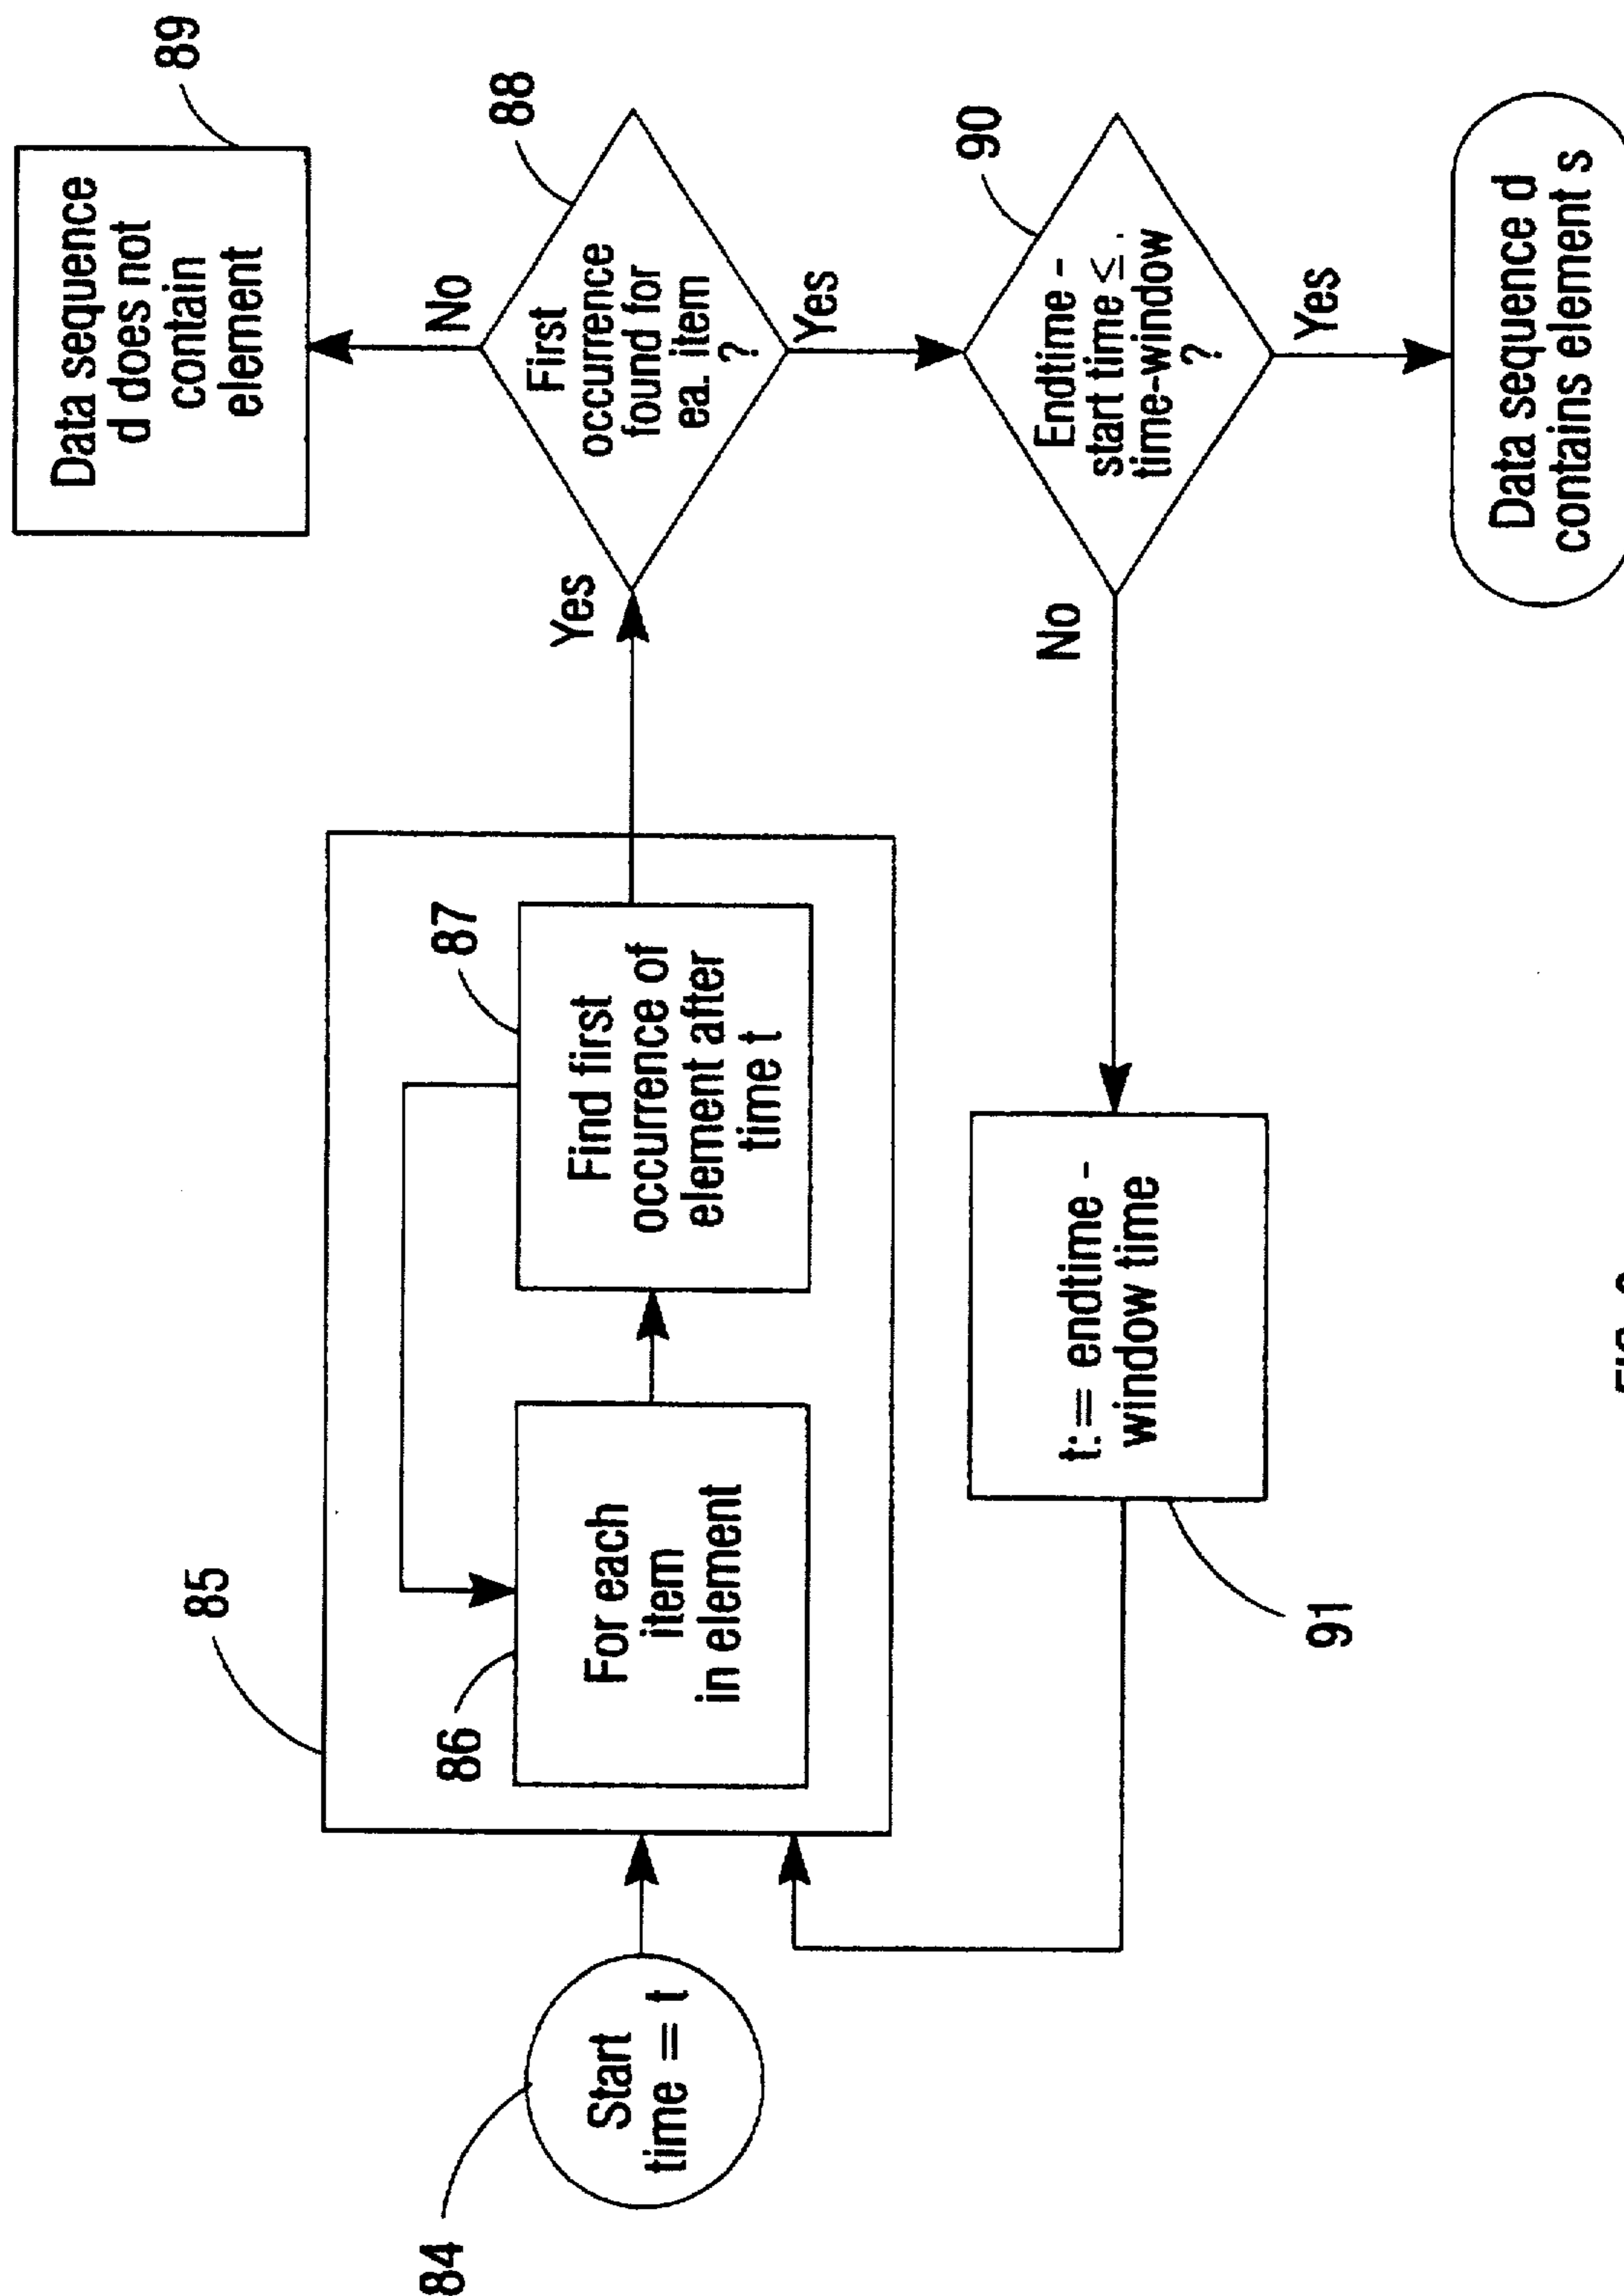 84
Start
time = t
85
86
For each
item
in element
87
Find first
occurrence of
element after
time t
Yes
88
First
occurrence
found for
ea. item
?
No
89
Data sequence
d does not
contain
element
Yes
90
Endtime -
start time ≤
time-window
?
No
91
t:= endtime -
window time
Yes
Data sequence d
contains element s